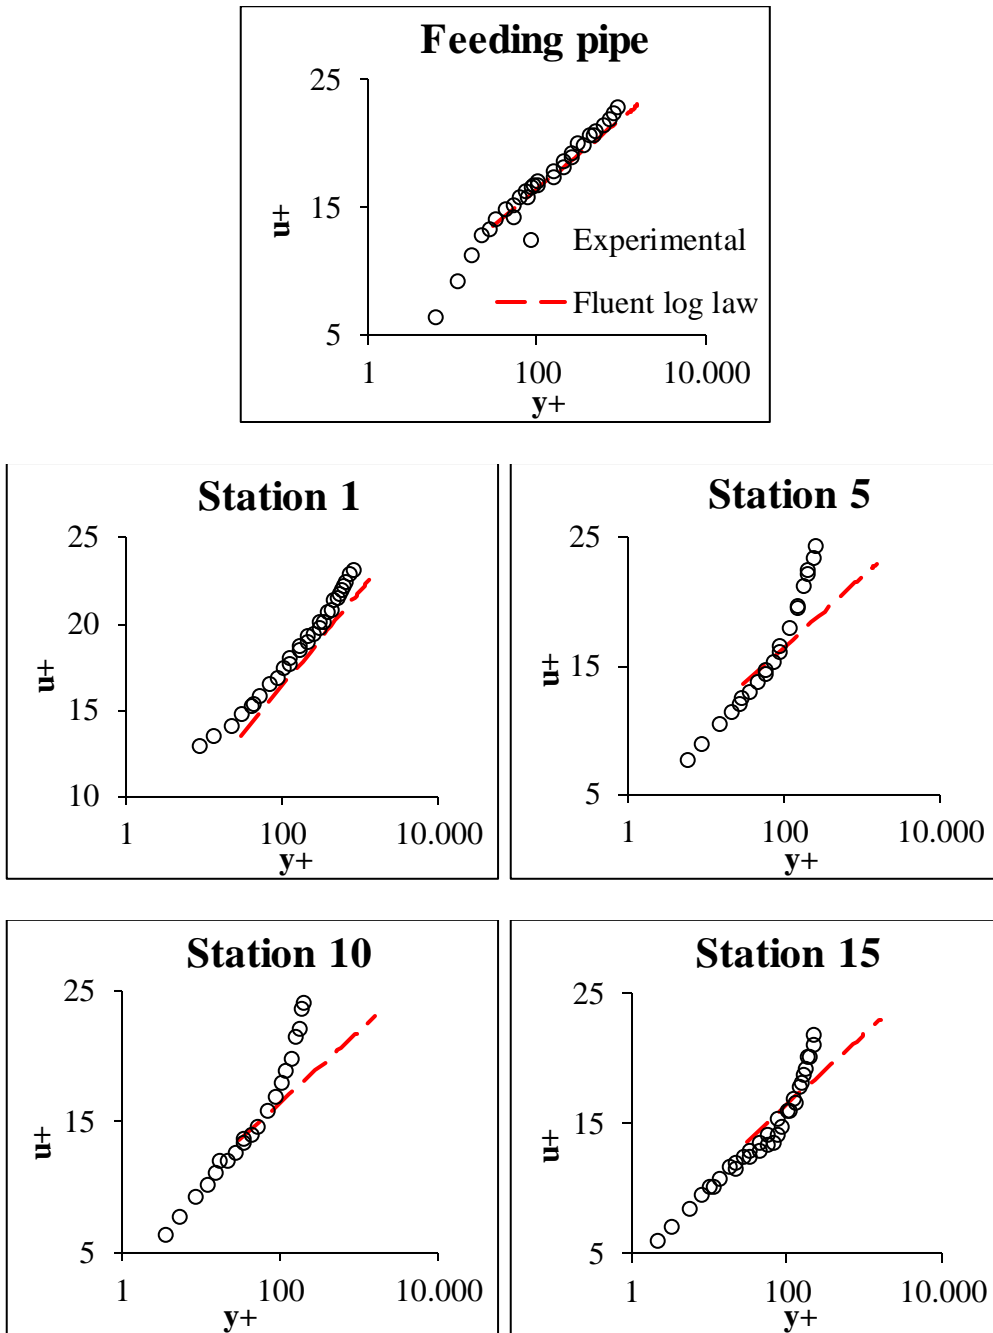 Feeding pipe
25
15
5
u+
Experimental
Fluent log law
1 100 10.000
y+
Station 1
25
20
15
10
u+
1 100 10.000
y+
Station 5
25
15
5
u+
1 100 10.000
y+
Station 10
25
15
5
u+
1 100 10.000
y+
Station 15
25
15
5
u+
1 100 10.000
y+